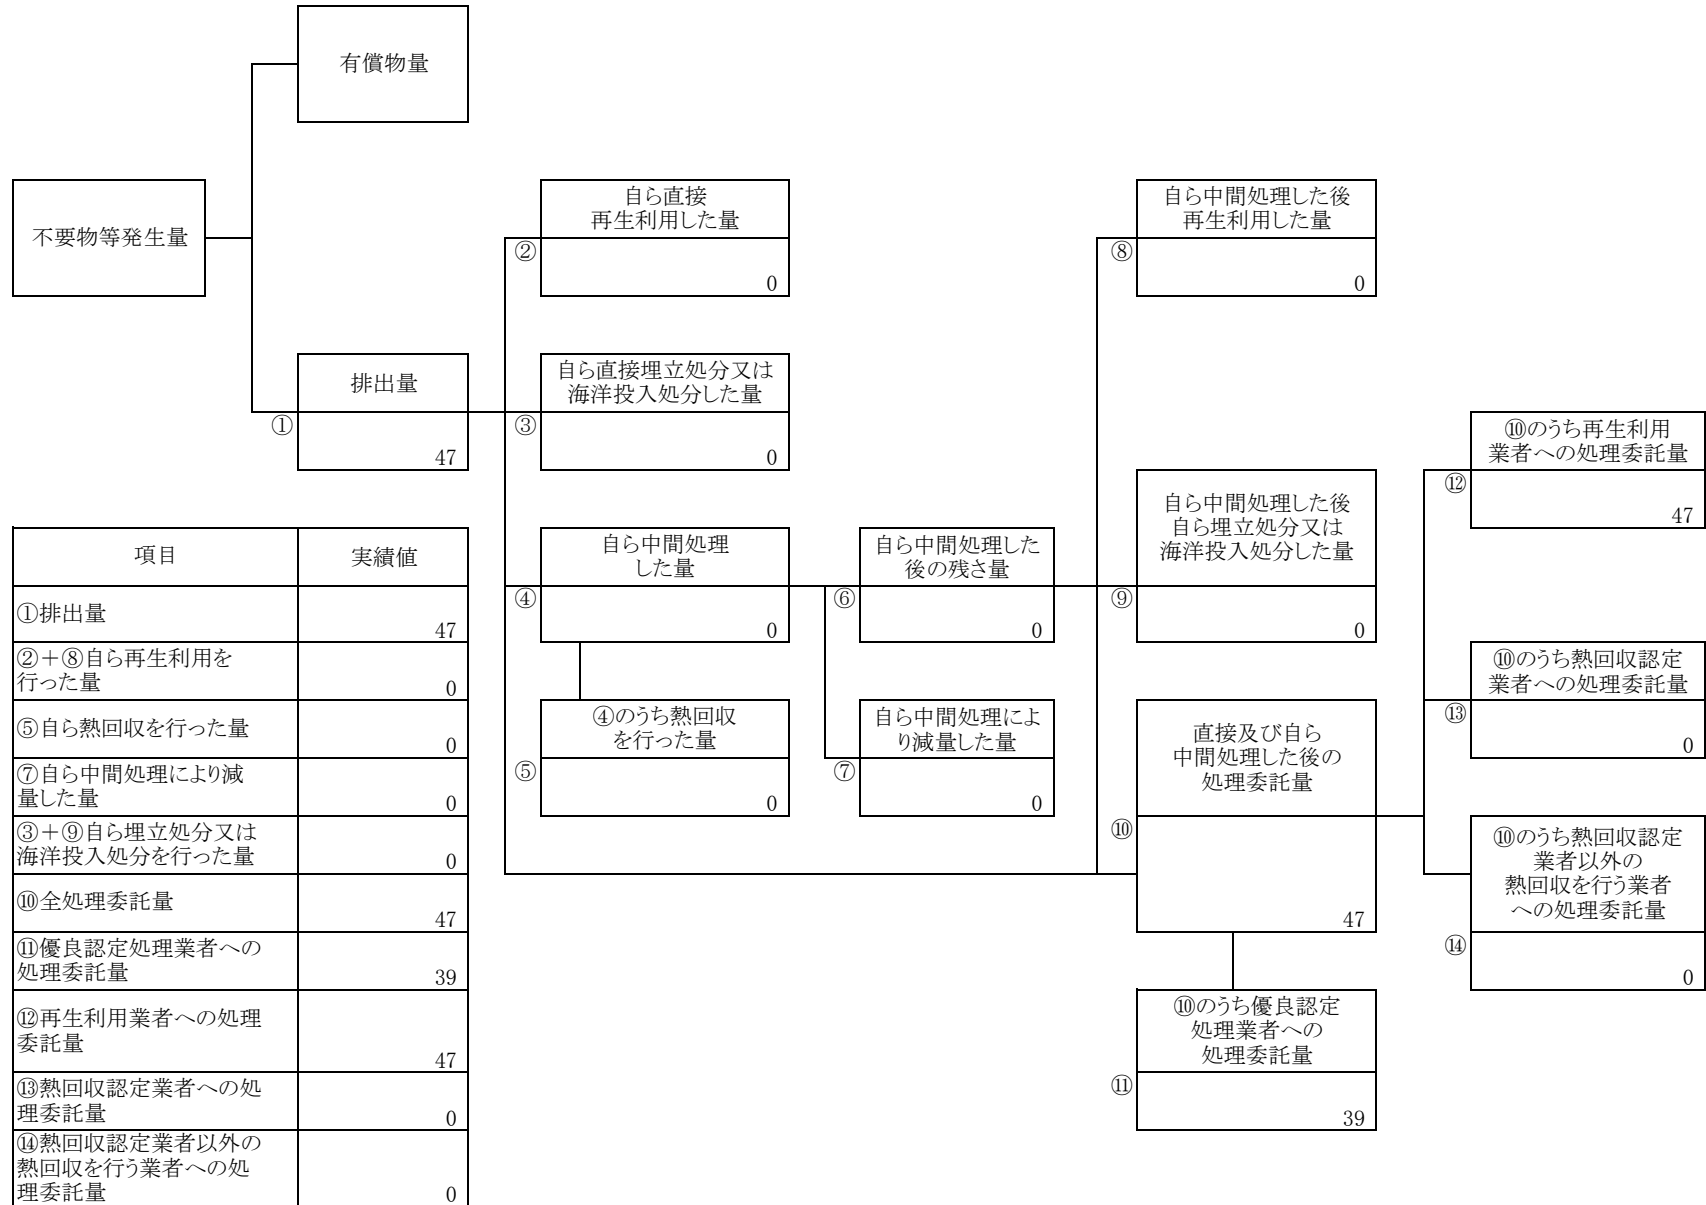 有償物量
不要物等発生量
排出量
①
47
自ら直接
再生利用した量
②
0
自ら直接埋立処分又は
海洋投入処分した量
③
0
自ら中間処理
した量
④
0
④のうち熱回収
を行った量
⑤
0
自ら中間処理した
後の残さ量
⑥
0
自ら中間処理によ
り減量した量
⑦
0
自ら中間処理した後
再生利用した量
⑧
0
自ら中間処理した後
自ら埋立処分又は
海洋投入処分した量
⑨
0
直接及び自ら
中間処理した後の
処理委託量
⑩
47
⑩のうち優良認定
処理業者への
処理委託量
⑪
39
⑩のうち再生利用
業者への処理委託量
⑫
47
⑩のうち熱回収認定
業者への処理委託量
⑬
0
⑩のうち熱回収認定
業者以外の
熱回収を行う業者
への処理委託量
⑭
0
項目 実績値
①排出量
47
②＋⑧自ら再生利用を
行った量
0
⑤自ら熱回収を行った量
0
⑦自ら中間処理により減
量した量
0
③＋⑨自ら埋立処分又は
海洋投入処分を行った量
0
⑩全処理委託量
47
⑪優良認定処理業者への
処理委託量
39
⑫再生利用業者への処理
委託量
47
⑬熱回収認定業者への処
理委託量
0
⑭熱回収認定業者以外の
熱回収を行う業者への処
理委託量
0